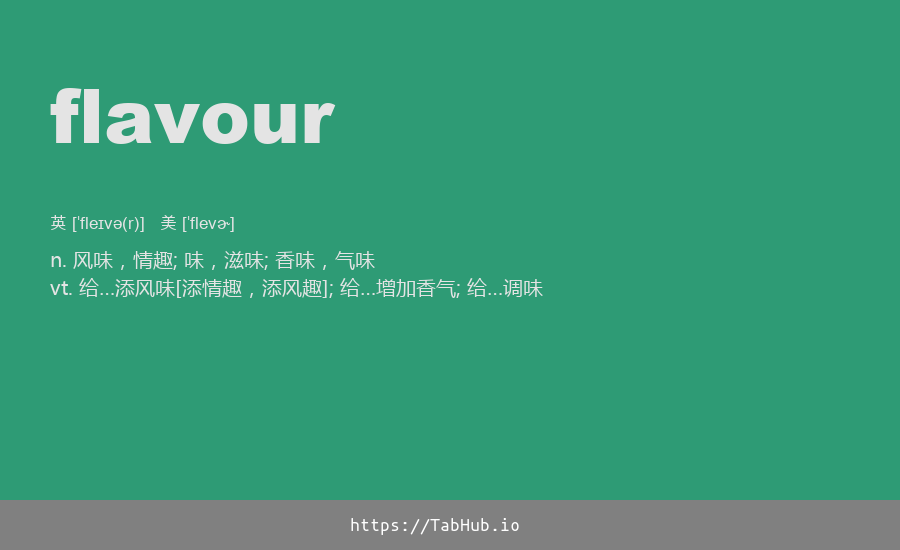 flavour
英 [ˈfleɪvə(r)] 美 [ˈflevɚ]
n. 风味，情趣; 味，滋味; 香味，气味
vt. 给…添风味[添情趣，添风趣]; 给…增加香气; 给…调味
https://TabHub.io